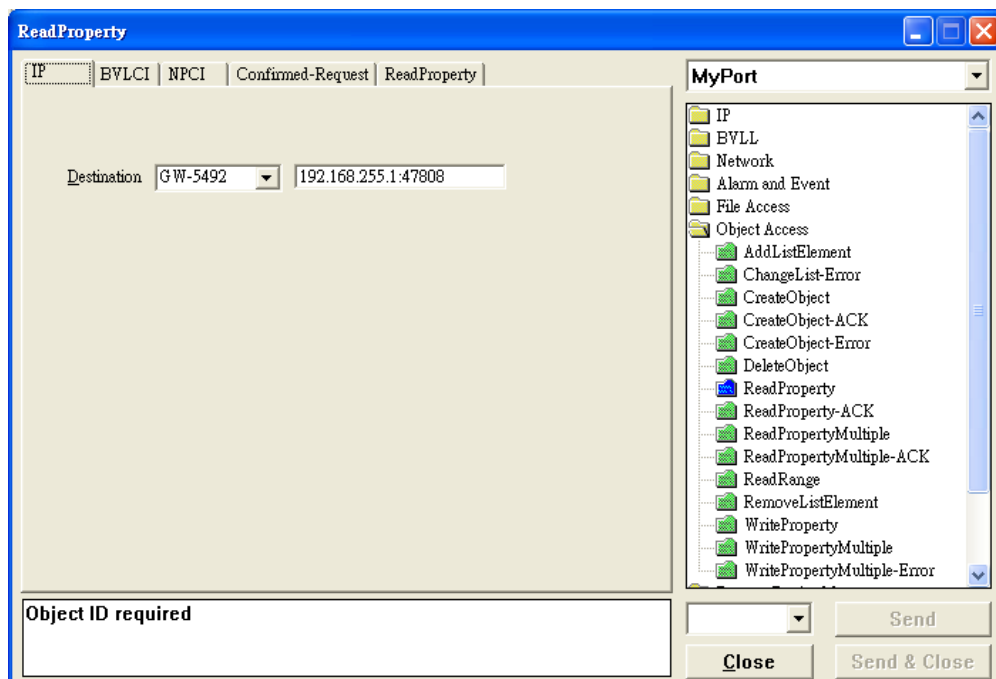 ReadProperty
IP BVLCI NPCI Confirmed-Request ReadProperty
Destination GW-5492 192.168.255.1:47808
Object ID required
MyPort
IP
BVLL
Network
Alarm and Event
File Access
Object Access
AddListElement
ChangeList-Error
CreateObject
CreateObject-ACK
CreateObject-Error
DeleteObject
ReadProperty
ReadProperty-ACK
ReadPropertyMultiple
ReadPropertyMultiple-ACK
ReadRange
RemoveListElement
WriteProperty
WritePropertyMultiple
WritePropertyMultiple-Error
Send
Close Send & Close